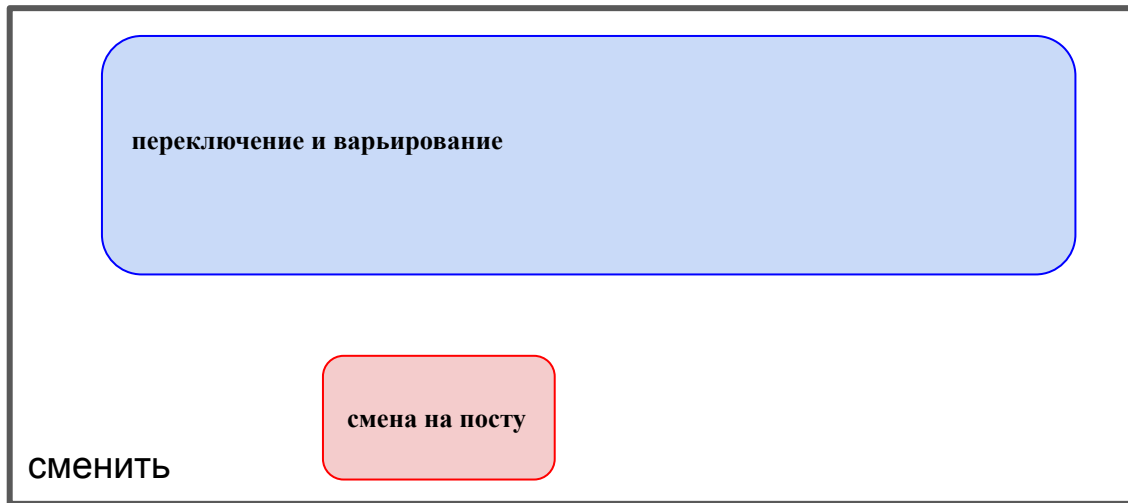 переключение и варьирование
смена на посту
сменить